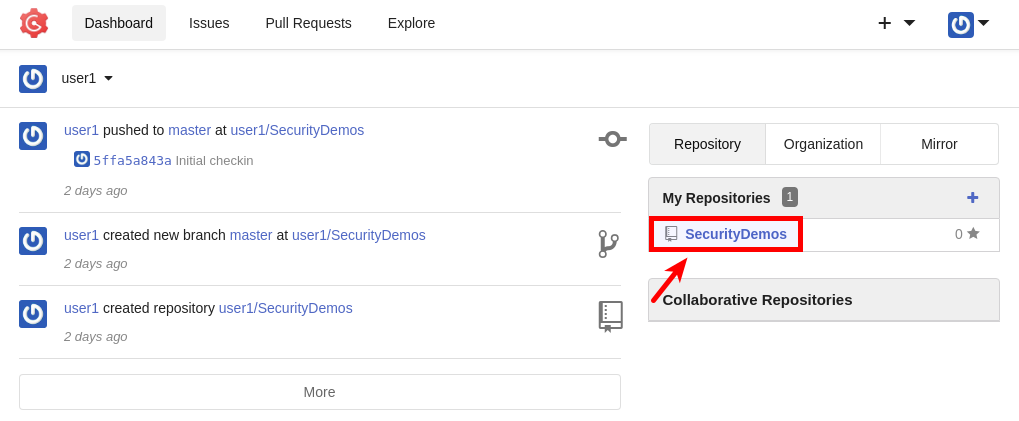 Dashboard Issues Pull Requests Explore +
user1
user1 pushed to master at user1/SecurityDemos
5ffa5a843a Initial checkin
2 days ago
user1 created new branch master at user1/SecurityDemos
2 days ago
user1 created repository user1/SecurityDemos
2 days ago
More
Repository Organization Mirror
My Repositories 1 +
SecurityDemos 0
Collaborative Repositories